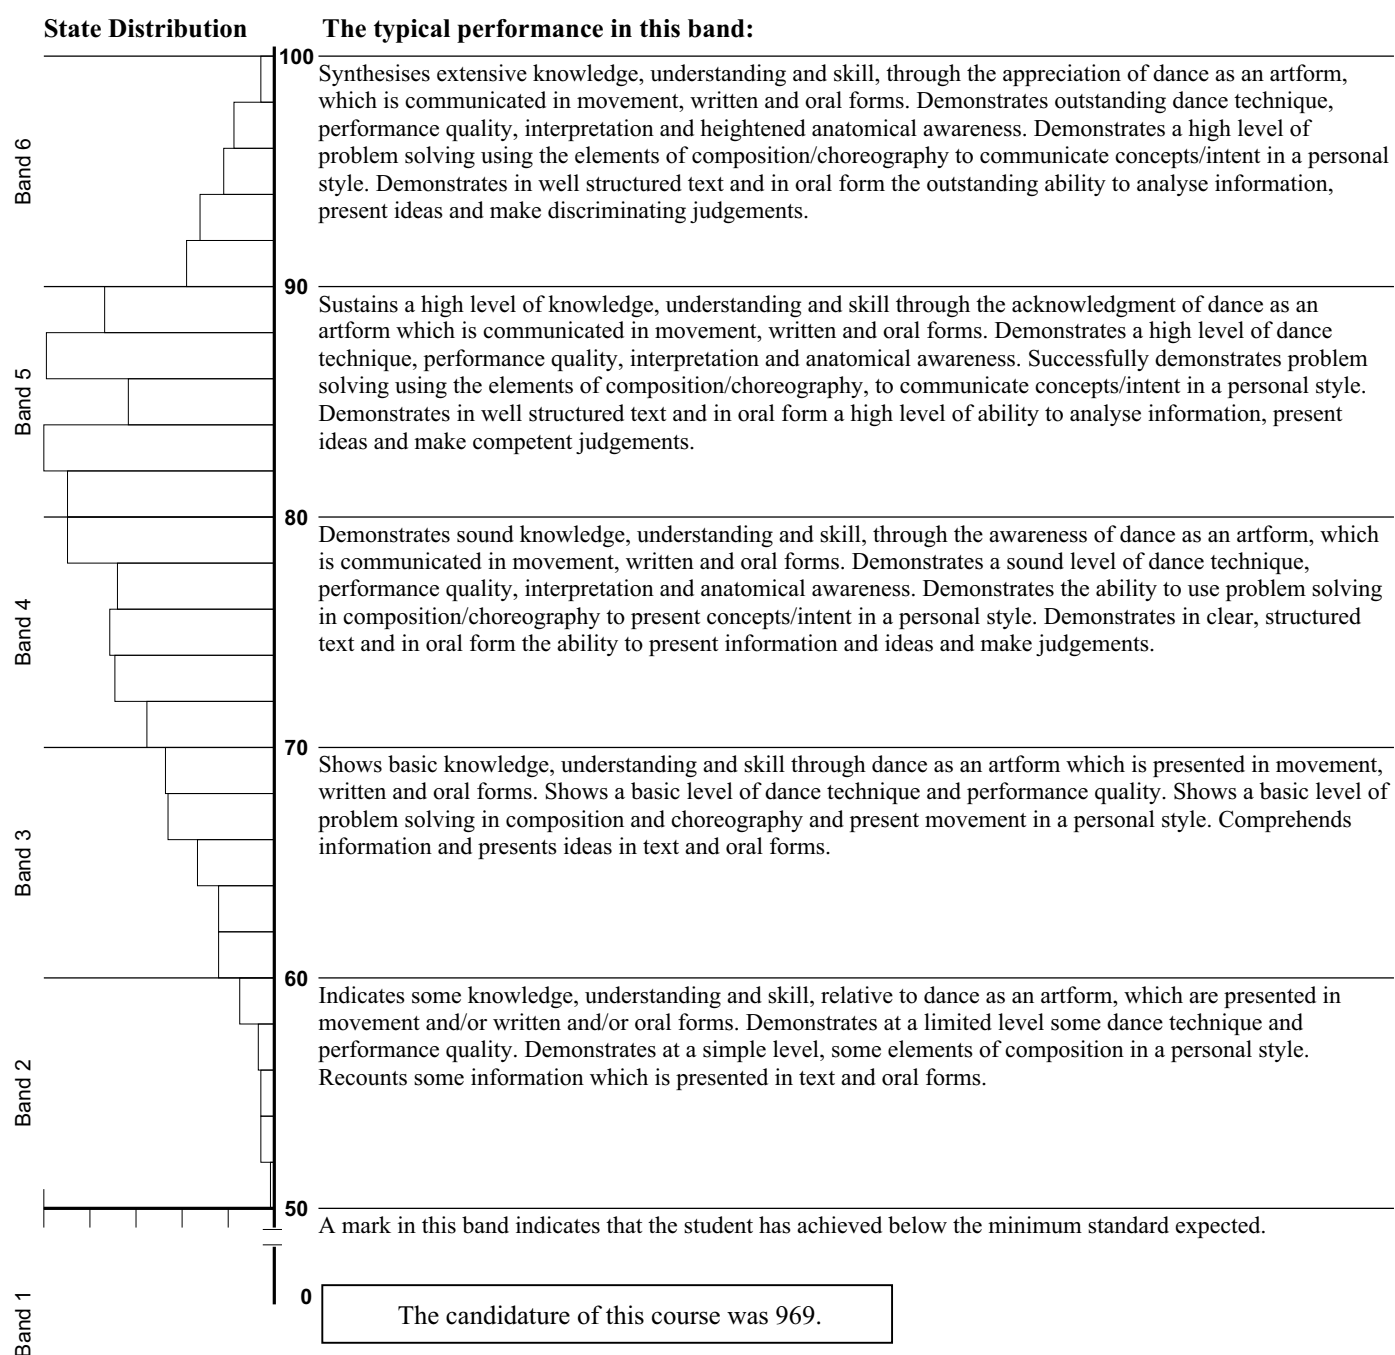 State Distribution
The typical performance in this band:
100
Synthesises extensive knowledge, understanding and skill, through the appreciation of dance as an artform,
which is communicated in movement, written and oral forms. Demonstrates outstanding dance technique,
performance quality, interpretation and heightened anatomical awareness. Demonstrates a high level of
problem solving using the elements of composition/choreography to communicate concepts/intent in a personal
style. Demonstrates in well structured text and in oral form the outstanding ability to analyse information,
present ideas and make discriminating judgements.
Band 6
90
Sustains a high level of knowledge, understanding and skill through the acknowledgment of dance as an
artform which is communicated in movement, written and oral forms. Demonstrates a high level of dance
technique, performance quality, interpretation and anatomical awareness. Successfully demonstrates problem
solving using the elements of composition/choreography, to communicate concepts/intent in a personal style.
Demonstrates in well structured text and in oral form a high level of ability to analyse information, present
ideas and make competent judgements.
Band 5
80
Demonstrates sound knowledge, understanding and skill, through the awareness of dance as an artform, which
is communicated in movement, written and oral forms. Demonstrates a sound level of dance technique,
performance quality, interpretation and anatomical awareness. Demonstrates the ability to use problem solving
in composition/choreography to present concepts/intent in a personal style. Demonstrates in clear, structured
text and in oral form the ability to present information and ideas and make judgements.
Band 4
70
Shows basic knowledge, understanding and skill through dance as an artform which is presented in movement,
written and oral forms. Shows a basic level of dance technique and performance quality. Shows a basic level of
problem solving in composition and choreography and present movement in a personal style. Comprehends
information and presents ideas in text and oral forms.
Band 3
60
Indicates some knowledge, understanding and skill, relative to dance as an artform, which are presented in
movement and/or written and/or oral forms. Demonstrates at a limited level some dance technique and
performance quality. Demonstrates at a simple level, some elements of composition in a personal style.
Recounts some information which is presented in text and oral forms.
Band 2
50
A mark in this band indicates that the student has achieved below the minimum standard expected.
0
The candidature of this course was 969.
Band 1